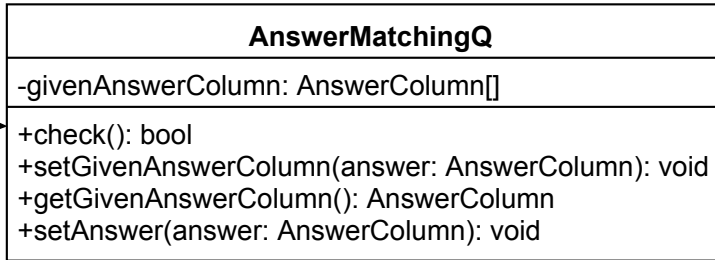 AnswerMatchingQ
-givenAnswerColumn: AnswerColumn[]
+check(): bool
+setGivenAnswerColumn(answer: AnswerColumn): void
+getGivenAnswerColumn(): AnswerColumn
+setAnswer(answer: AnswerColumn): void